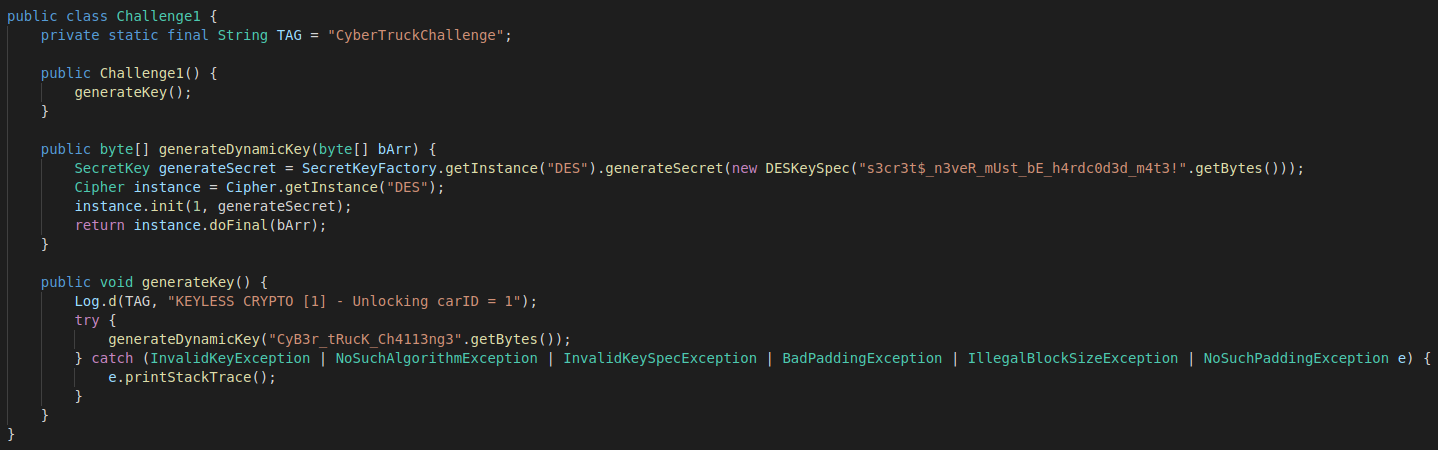 public class Challenge1 {
    private static final String TAG = "CyberTruckChallenge";

    public Challenge1() {
        generateKey();
    }

    public byte[] generateDynamicKey(byte[] bArr) {
        SecretKey generateSecret = SecretKeyFactory.getInstance("DES").generateSecret(new DESKeySpec("s3cr3t$_n3veR_mUst_bE_h4rdc0d3d_m4t3!".getBytes()));
        Cipher instance = Cipher.getInstance("DES");
        instance.init(1, generateSecret);
        return instance.doFinal(bArr);
    }

    public void generateKey() {
        Log.d(TAG, "KEYLESS CRYPTO [1] - Unlocking carID = 1");
        try {
            generateDynamicKey("CyB3r_tRucK_Ch4113ng3".getBytes());
        } catch (InvalidKeyException | NoSuchAlgorithmException | InvalidKeySpecException | BadPaddingException | IllegalBlockSizeException | NoSuchPaddingException e) {
            e.printStackTrace();
        }
    }
}